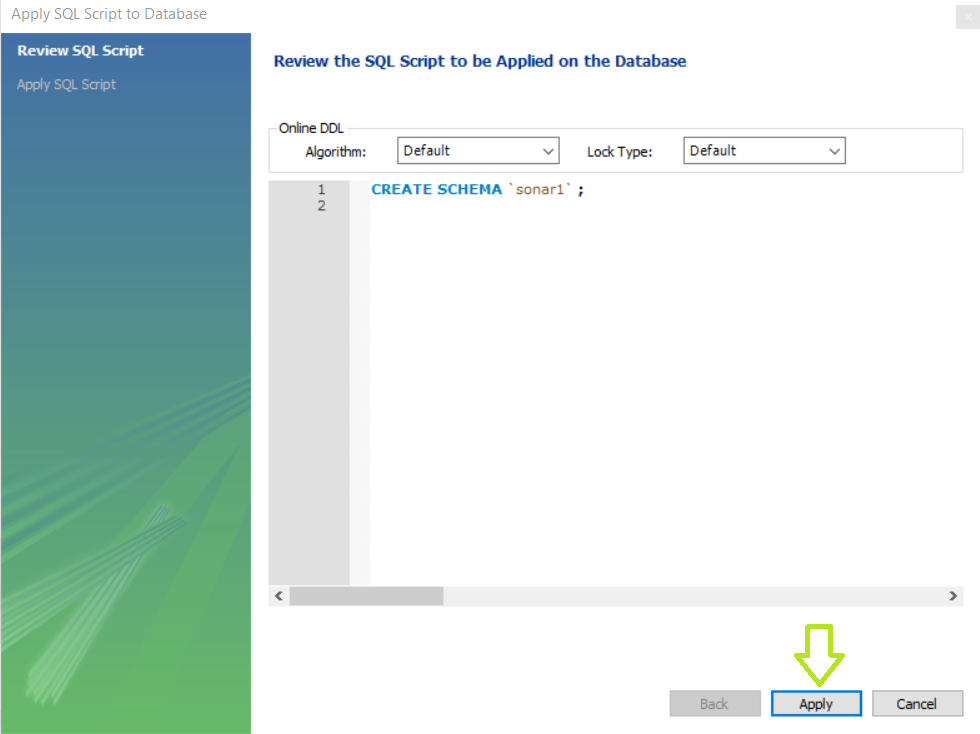 Apply SQL Script to Database
Review SQL Script
Apply SQL Script
Review the SQL Script to be Applied on the Database
Online DDL
Algorithm: Default Lock Type: Default
1 CREATE SCHEMA `sonar1` ;
2
Back Apply Cancel